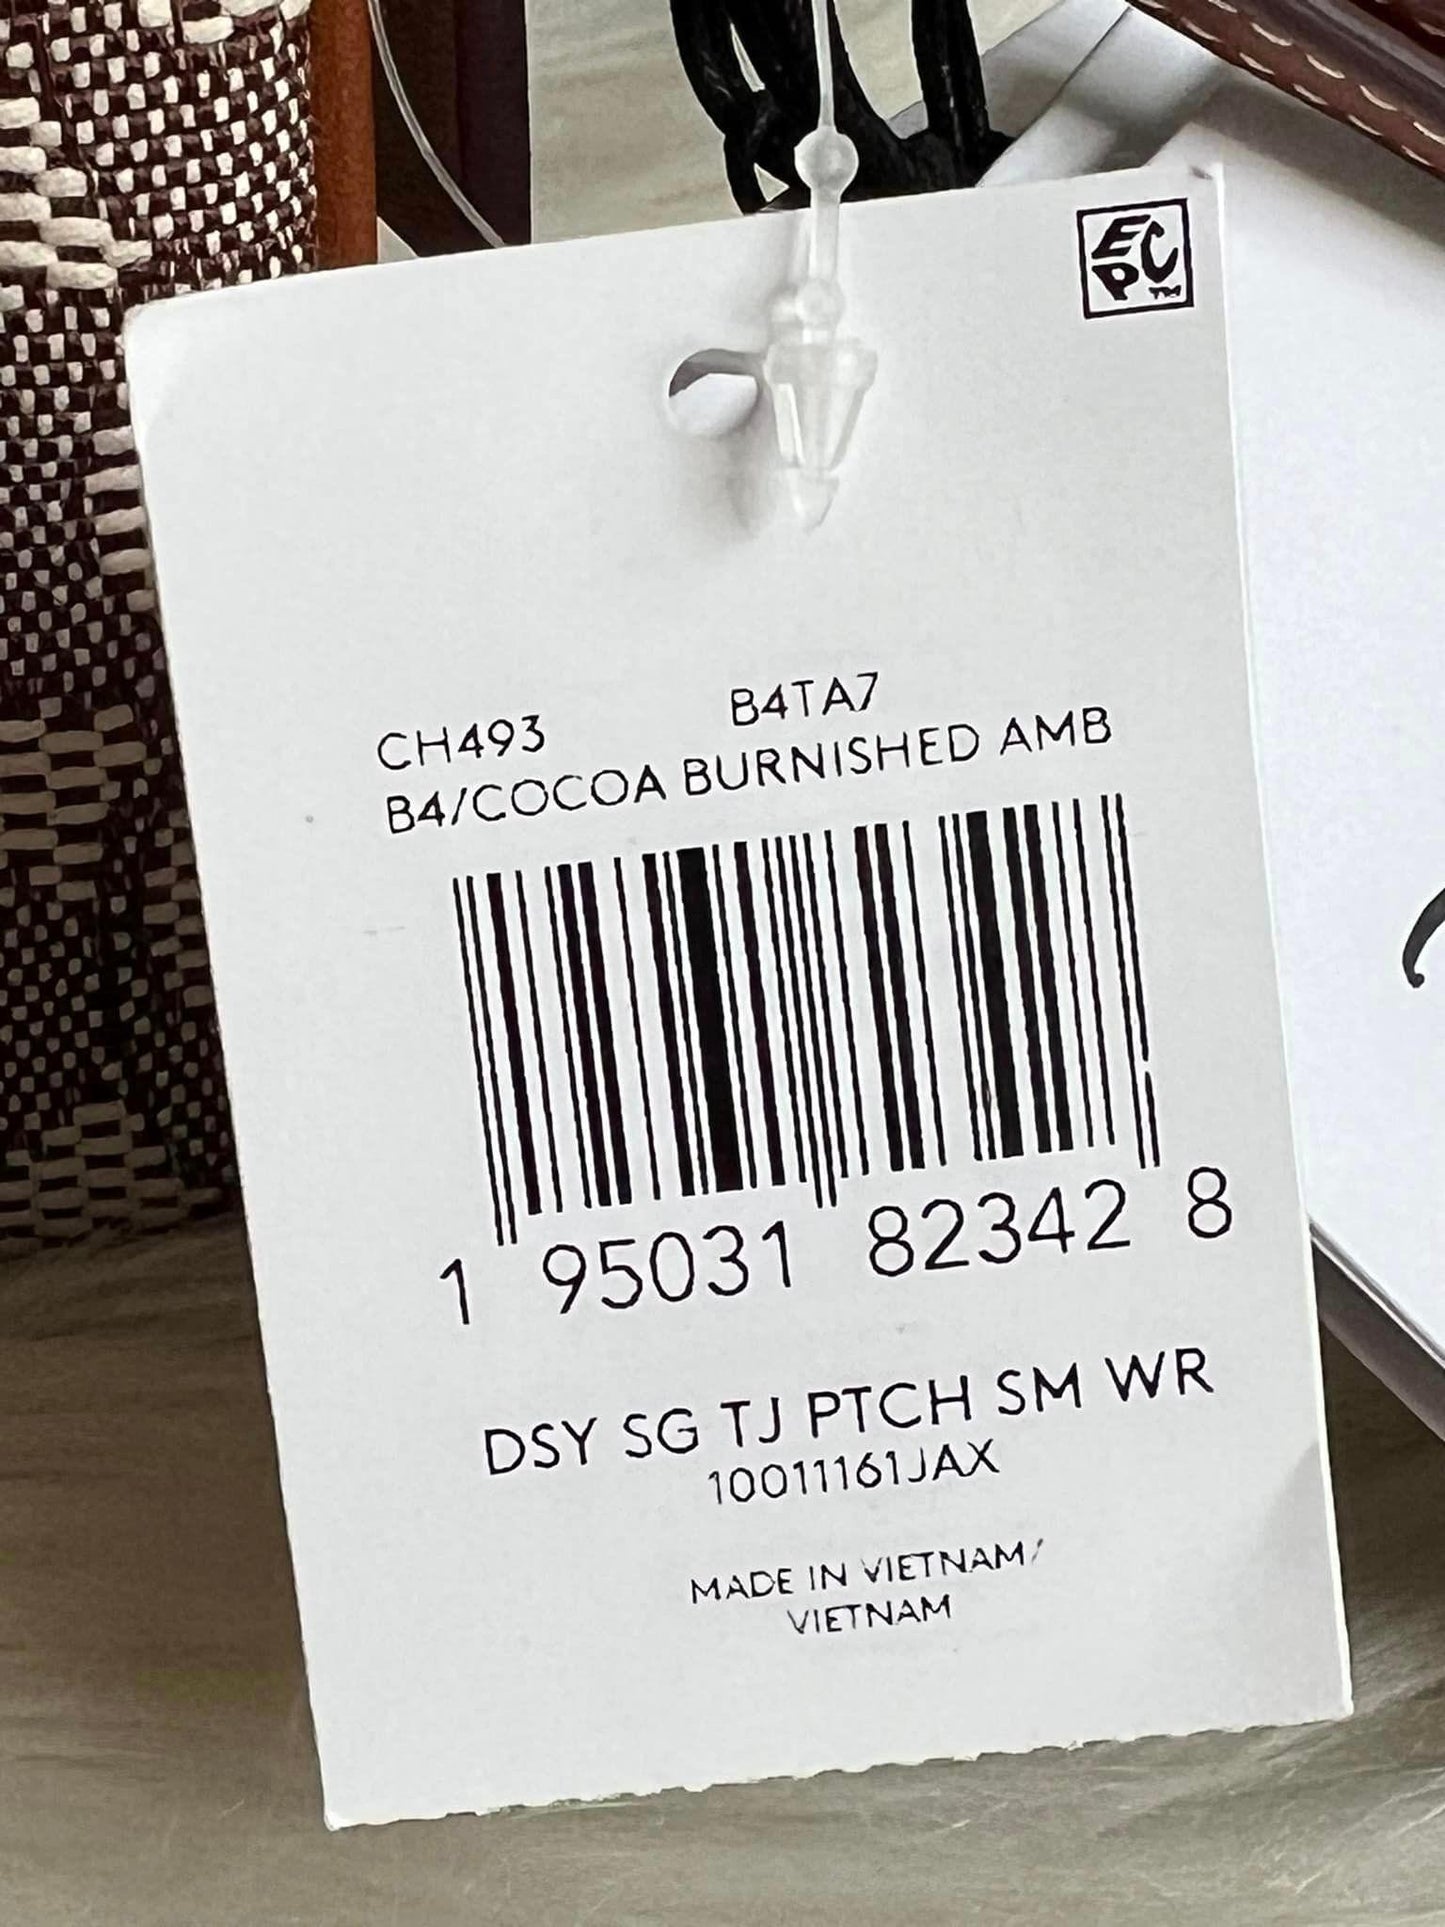 EPC™
CH493 B4TA7
B4/COCOA BURNISHED AMB
1 95031 82342 8
DSY SG TJ PTCH SM WR
10011161JAX
MADE IN VIETNAM/
VIETNAM